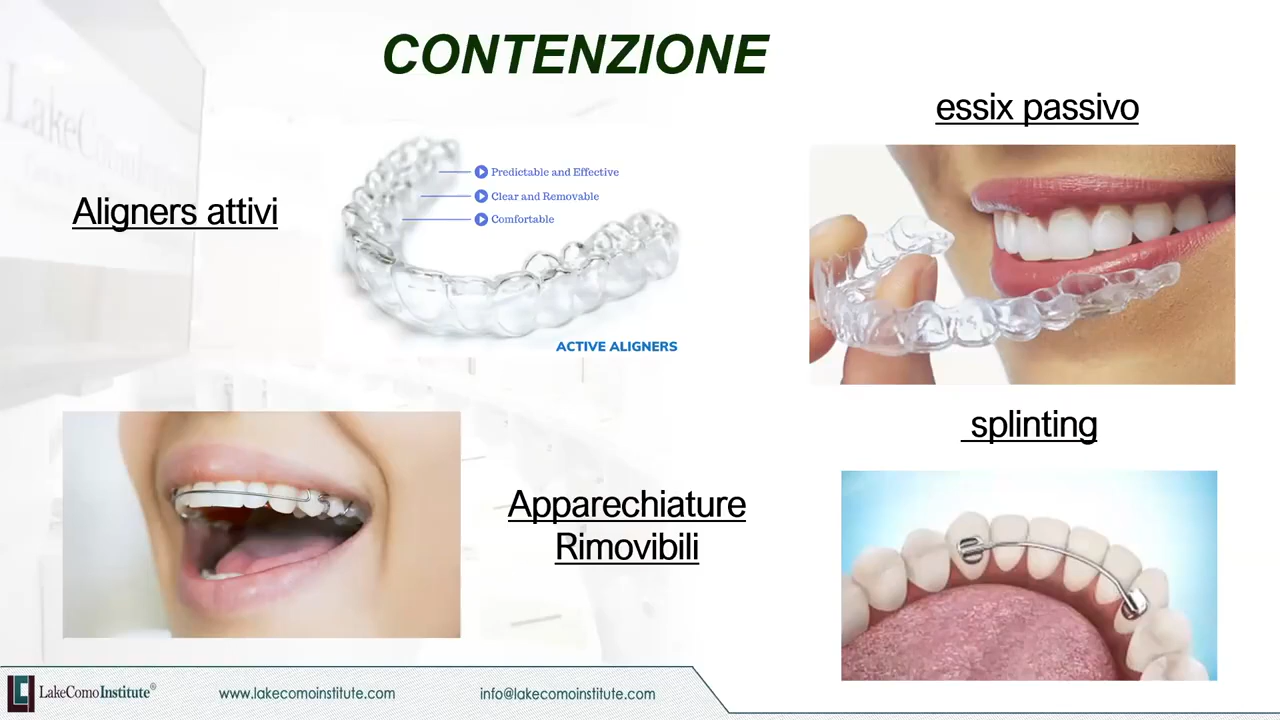 CONTENZIONE
essix passivo
Aligners attivi
Predictable and Effective
Clear and Removable
Comfortable
ACTIVE ALIGNERS
splinting
Apparechiature
Rimovibili
LakeComoInstitute®
www.lakecomoinstitute.com
info@lakecomoinstitute.com